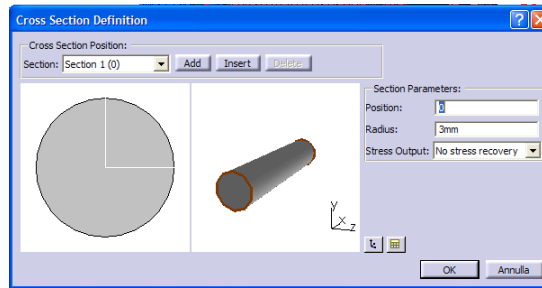 Cross Section Definition
Cross Section Position:
Section: Section 1 (0) Add Insert Delete
Section Parameters:
Position: 0
Radius: 3mm
Stress Output: No stress recovery
y
x
z
OK Annulla